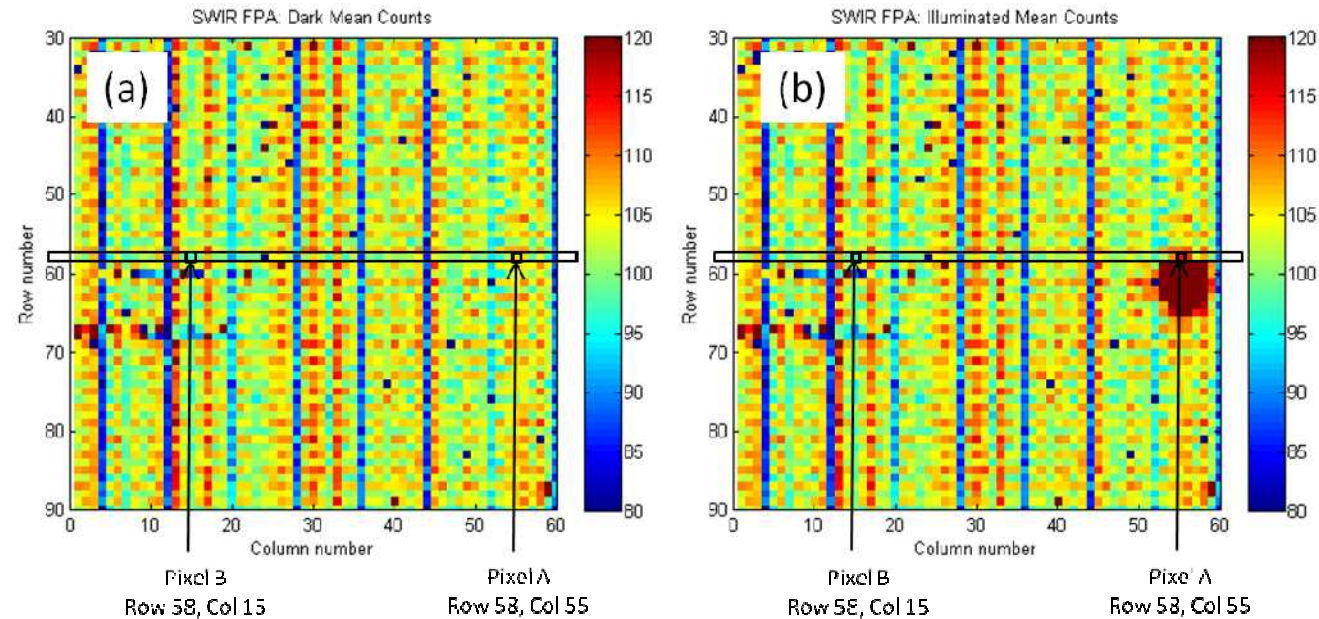 SWIR FPA: Dark Mean Counts
(a)
Row number
30
40
50
60
70
80
90
0
10
20
30
40
50
60
Column number
120
115
110
105
100
95
90
85
80
Pixel B
Row 58, Col 15
Pixel A
Row 58, Col 55
SWIR FPA: Illuminated Mean Counts
(b)
Row number
30
40
50
60
70
80
90
0
10
20
30
40
50
60
Column number
120
115
110
105
100
95
90
85
80
Pixel B
Row 58, Col 15
Pixel A
Row 58, Col 55